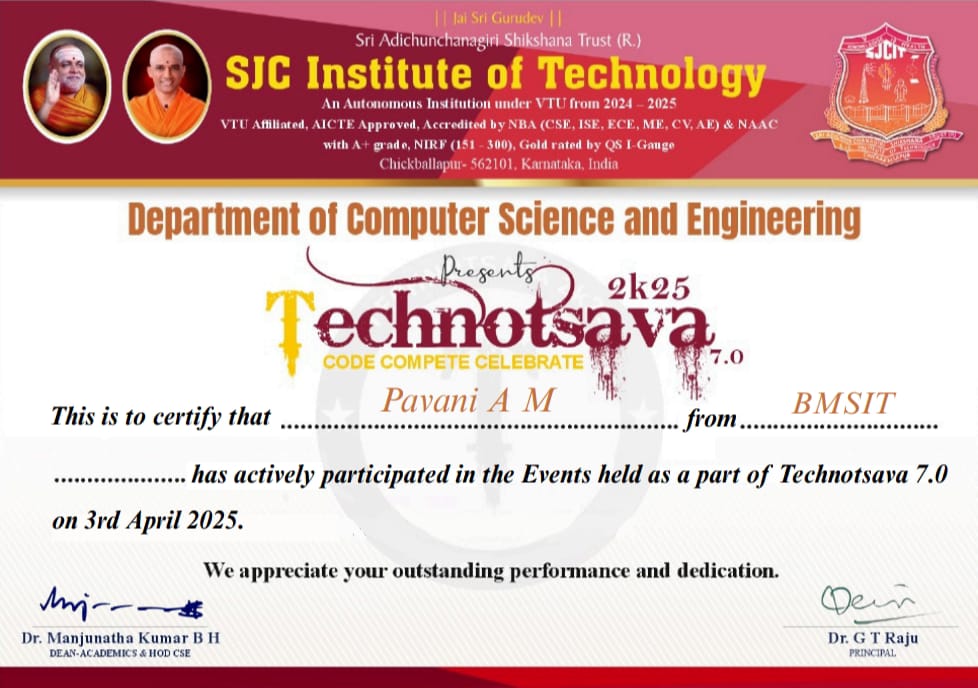 || Jai Sri Gurudev ||
Sri Adichunchanagiri Shikshana Trust (R.)
SJC Institute of Technology
An Autonomous Institution under VTU from 2024 – 2025
VTU Affiliated, AICTE Approved, Accredited by NBA (CSE, ISE, ECE, ME, CV, AE) & NAAC
with A+ grade, NIRF (151 - 300), Gold rated by QS I-Gauge
Chickballapur- 562101, Karnataka, India
SJCIT
Department of Computer Science and Engineering
Presents
2k25
Technotsava
7.0
CODE COMPETE CELEBRATE
This is to certify that Pavani A M from BMSIT
has actively participated in the Events held as a part of Technotsava 7.0
on 3rd April 2025.
We appreciate your outstanding performance and dedication.
Dr. Manjunatha Kumar B H
DEAN-ACADEMICS & HOD CSE
Dr. G T Raju
PRINCIPAL